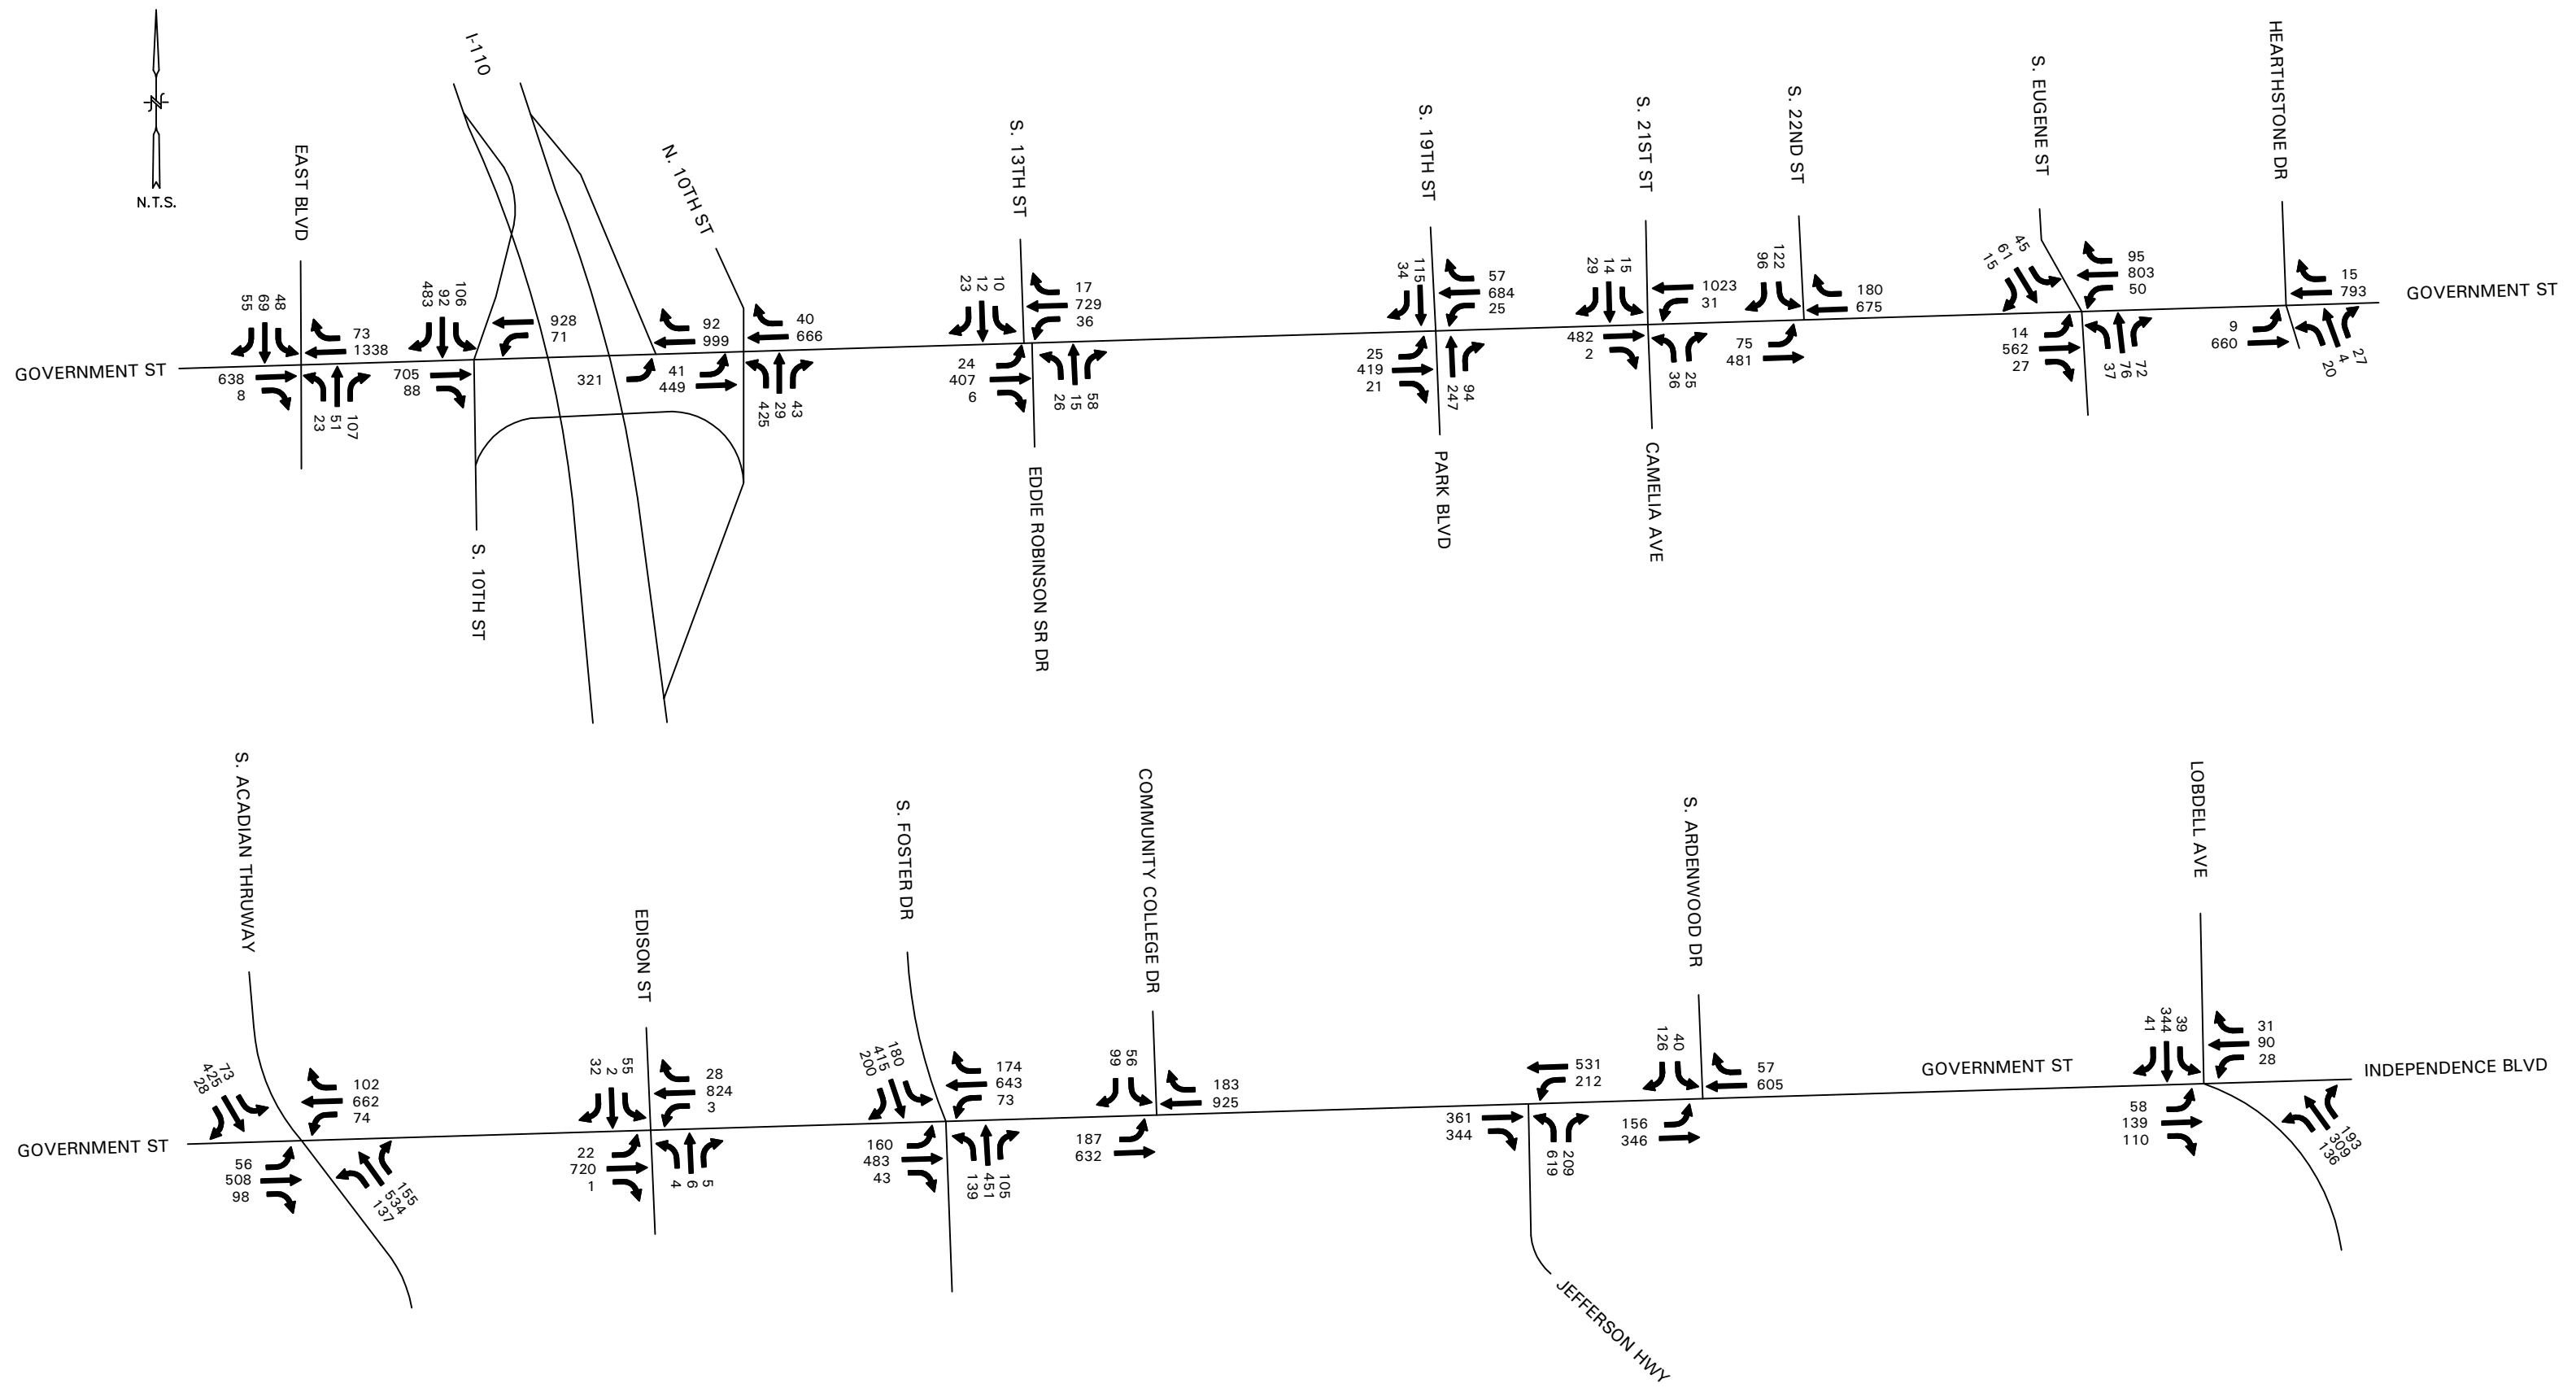 N
N.T.S.
I-110
EAST BLVD
N. 10TH ST
S. 13TH ST
S. 19TH ST
S. 21ST ST
S. 22ND ST
S. EUGENE ST
HEARTHSTONE DR
55 69 48
73
1338
638
8
23 51 107
GOVERNMENT ST
483 92 106
928
71
705
88
S. 10TH ST
321
92
999
41
449
40
666
425 29 43
23 12 10
17
729
36
24
407
6
26 15 58
EDDIE ROBINSON SR DR
34 115
57
684
25
25
419
21
247 94
PARK BLVD
29 14 15
1023
31
482
2
36 25
CAMELIA AVE
96 122
180
675
75
481
15 61 45
95
803
50
14
562
27
37 76 72
15
793
9
660
20 4 27
GOVERNMENT ST
S. ACADIAN THRUWAY
EDISON ST
S. FOSTER DR
COMMUNITY COLLEGE DR
S. ARDENWOOD DR
LOBDELL AVE
28 425 73
102
662
74
GOVERNMENT ST
56
508
98
137 534 155
32 2 55
28
824
3
22
720
1
4 6 5
200 415 180
174
643
73
160
483
43
139 451 105
99 56
183
925
187
632
531
212
361
344
619 209
JEFFERSON HWY
126 40
57
605
156
346
GOVERNMENT ST
41 344 39
31
90
28
58
139
110
136 309 193
INDEPENDENCE BLVD